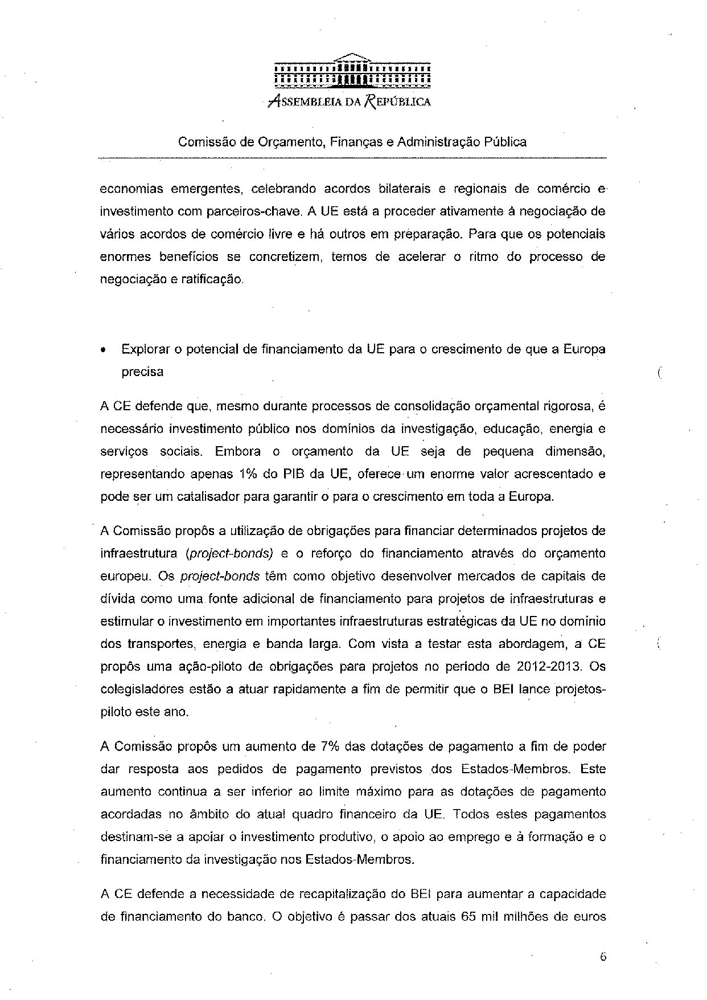 ASSEMBLEIA DA REPÚBLICA
Comissão de Orçamento, Finanças e Administração Pública
economias emergentes, celebrando acordos bilaterais e regionais de comércio e
investimento com parceiros-chave. A UE está a proceder ativamente à negociação de
vários acordos de comércio livre e há outros em preparação. Para que os potenciais
enormes benefícios se concretizem, temos de acelerar o ritmo do processo de
negociação e ratificação.
• Explorar o potencial de financiamento da UE para o crescimento de que a Europa
precisa
A CE defende que, mesmo durante processos de consolidação orçamental rigorosa, é
necessário investimento público nos domínios da investigação, educação, energia e
serviços sociais. Embora o orçamento da UE seja de pequena dimensão,
representando apenas 1% do PIB da UE, oferece um enorme valor acrescentado e
pode ser um catalisador para garantir o para o crescimento em toda a Europa.
A Comissão propôs a utilização de obrigações para financiar determinados projetos de
infraestrutura (project-bonds) e o reforço do financiamento através do orçamento
europeu. Os project-bonds têm como objetivo desenvolver mercados de capitais de
dívida como uma fonte adicional de financiamento para projetos de infraestruturas e
estimular o investimento em importantes infraestruturas estratégicas da UE no domínio
dos transportes, energia e banda larga. Com vista a testar esta abordagem, a CE
propôs uma ação-piloto de obrigações para projetos no período de 2012-2013. Os
colegisladores estão a atuar rapidamente a fim de permitir que o BEI lance projetos-
piloto este ano.
A Comissão propôs um aumento de 7% das dotações de pagamento a fim de poder
dar resposta aos pedidos de pagamento previstos dos Estados-Membros. Este
aumento continua a ser inferior ao limite máximo para as dotações de pagamento
acordadas no âmbito do atual quadro financeiro da UE. Todos estes pagamentos
destinam-se a apoiar o investimento produtivo, o apoio ao emprego e à formação e o
financiamento da investigação nos Estados-Membros.
A CE defende a necessidade de recapitalização do BEI para aumentar a capacidade
de financiamento do banco. O objetivo é passar dos atuais 65 mil milhões de euros
6